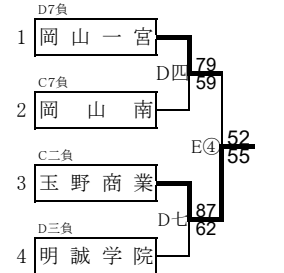 D7負
1 岡山一宮
D四 79
59
C7負
2 岡山南
E④ 52
55
C二負
3 玉野商業
D七 87
62
D三負
4 明誠学院